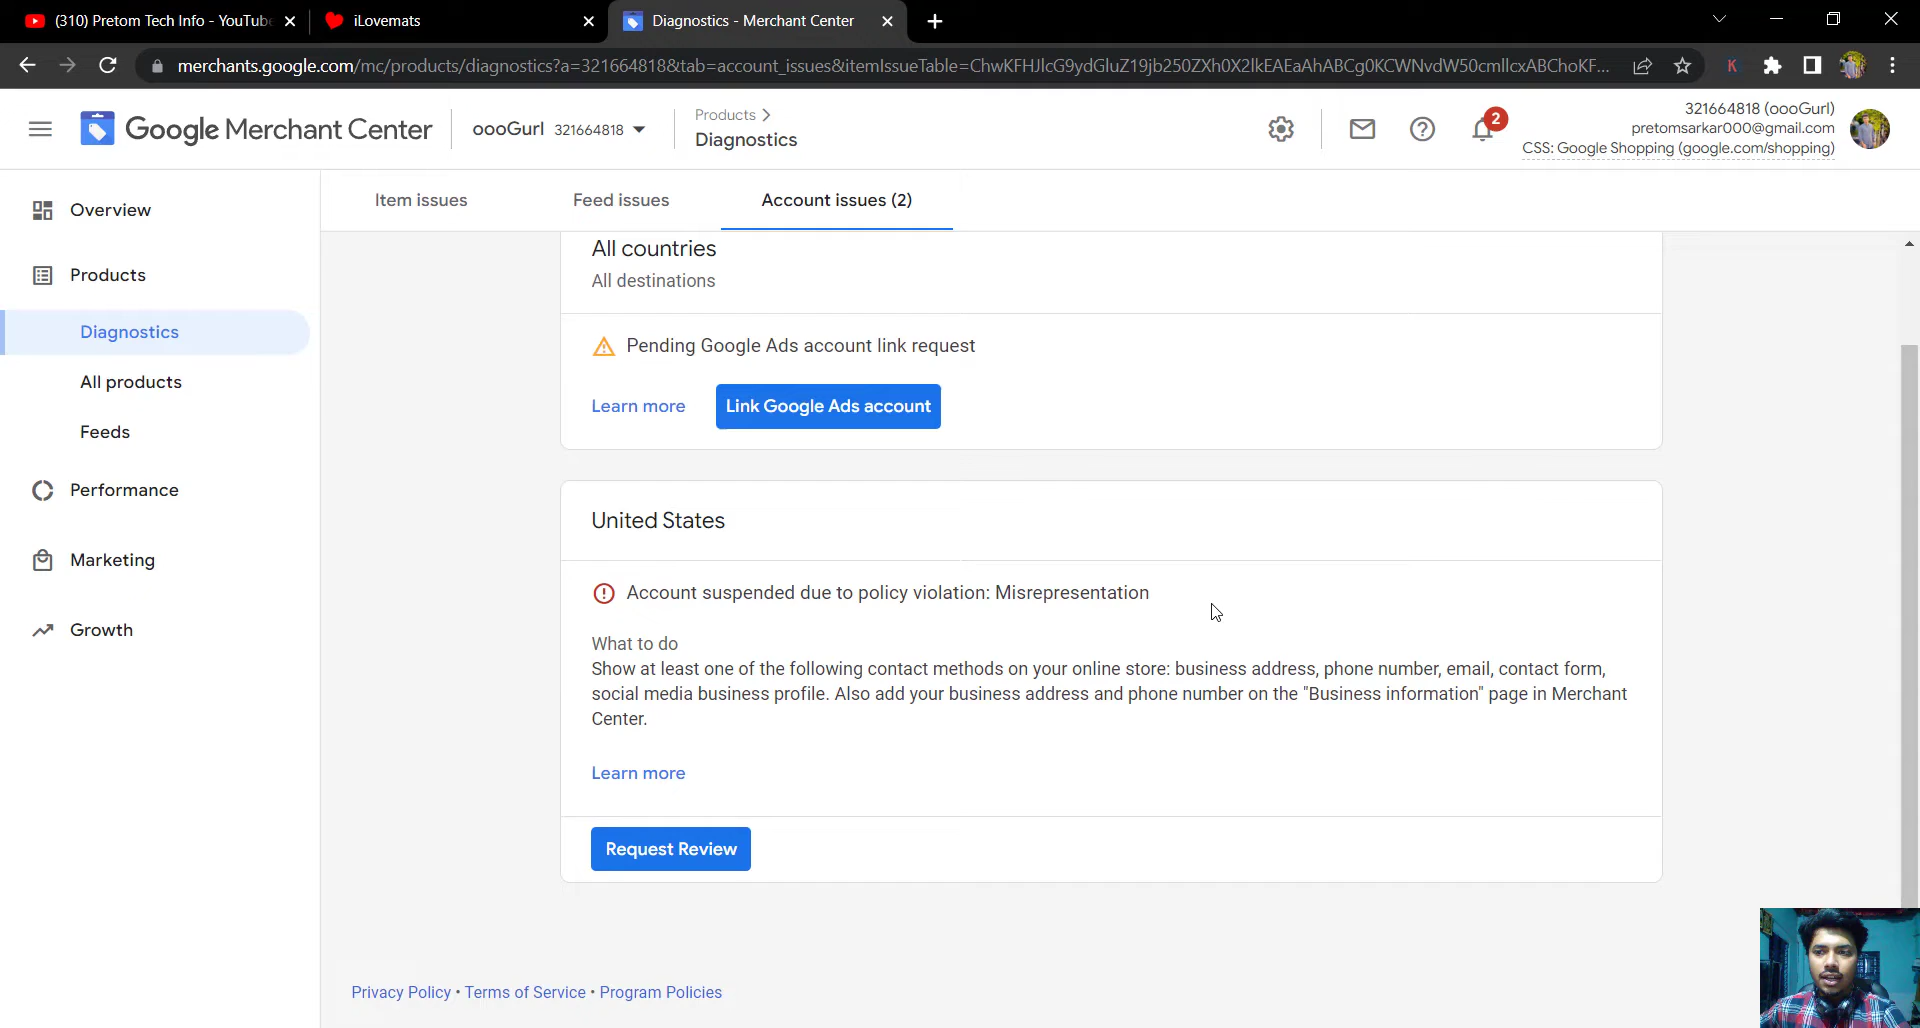 (310) Pretom Tech Info - YouTube
iLovemats
Diagnostics - Merchant Center
merchants.google.com/mc/products/diagnostics?a=321664818&tab=account_issues&itemIssueTable=ChwKFHJlcG9ydGluZ19jb250ZXh0X2lkEAEaAhABCg0KCWNvdW50cmllcxABChoKF...
K
Google Merchant Center
oooGurl 321664818
Products
Diagnostics
2
321664818 (oooGurl)
pretomsarkar000@gmail.com
CSS: Google Shopping (google.com/shopping)
Overview
Products
Diagnostics
All products
Feeds
Performance
Marketing
Growth
Item issues
Feed issues
Account issues (2)
All countries
All destinations
Pending Google Ads account link request
Learn more
Link Google Ads account
United States
Account suspended due to policy violation: Misrepresentation
What to do
Show at least one of the following contact methods on your online store: business address, phone number, email, contact form,
social media business profile. Also add your business address and phone number on the "Business information" page in Merchant
Center.
Learn more
Request Review
Privacy Policy • Terms of Service • Program Policies